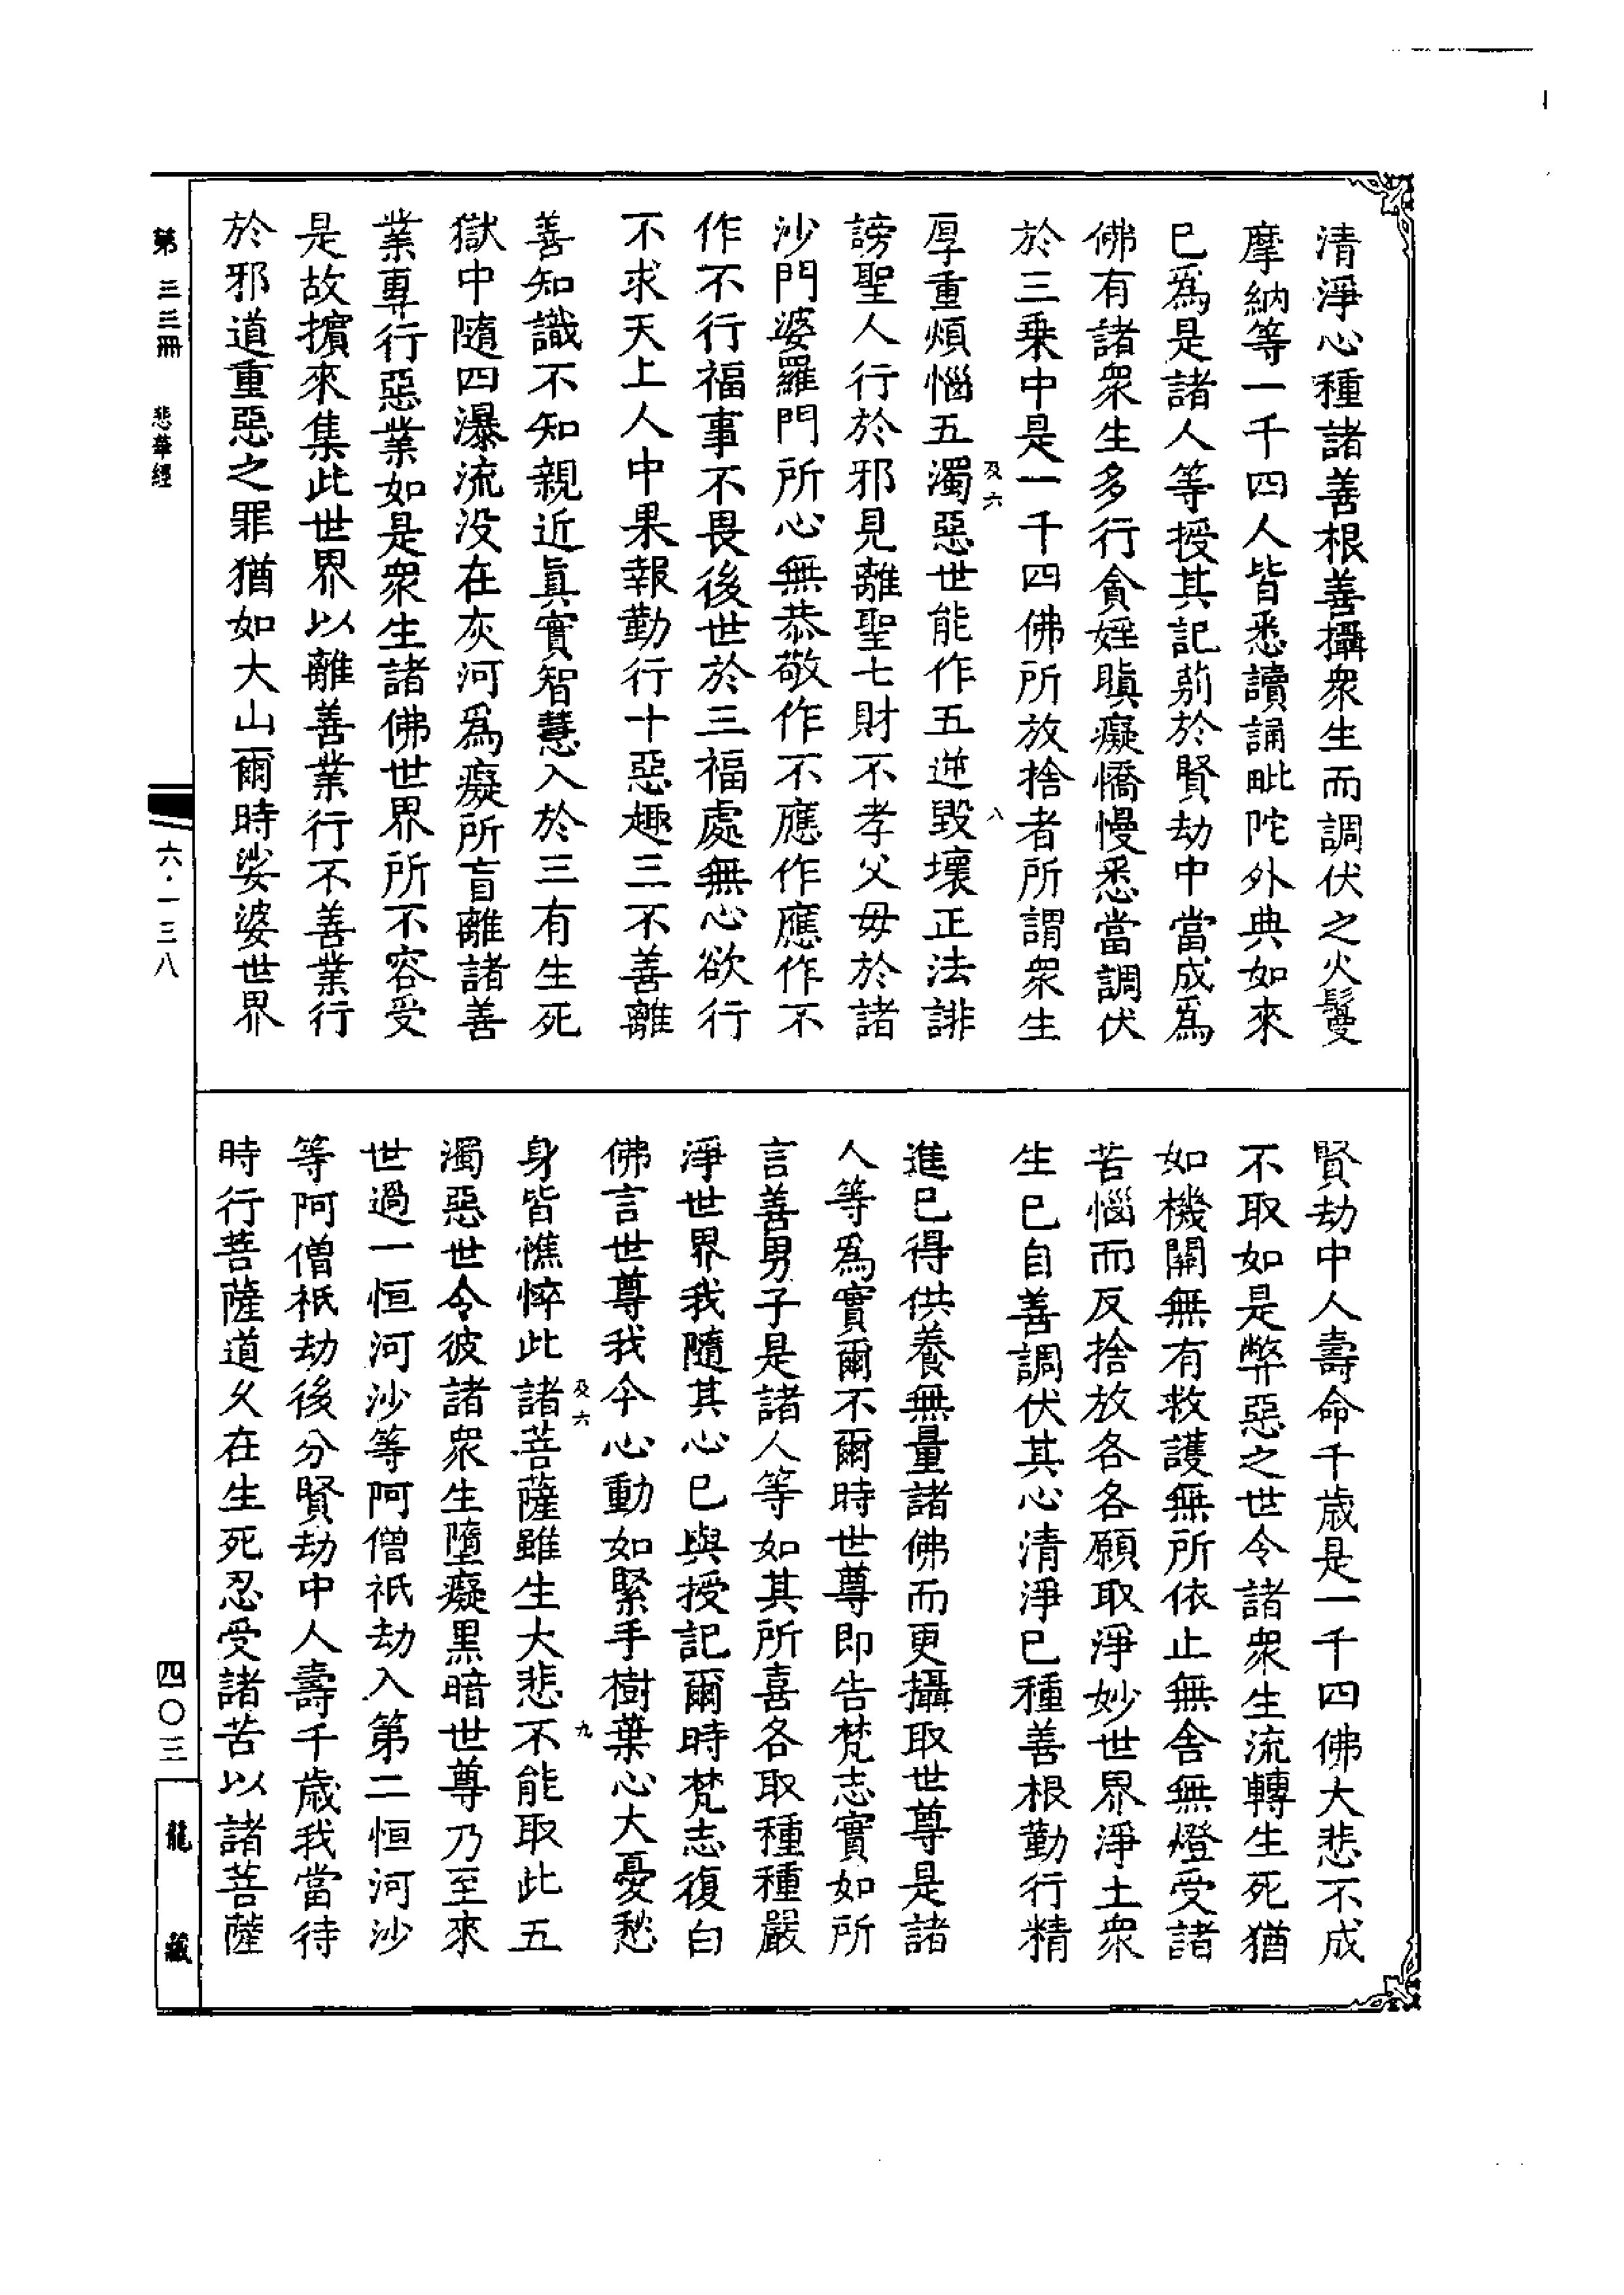 清淨心種諸善根善攝衆生而調伏之火鬘
摩納等一千四人皆悉讀誦毗陀外典如來
已爲是諸人等授其記莂於賢劫中當成爲
佛有諸衆生多行貪婬瞋癡憍慢悉當調伏
於三乗中是一千四佛所放捨者所謂衆生
及六
八
厚重煩惱五濁惡世能作五逆毀壞正法誹
謗聖人行於邪見離聖七財不孝父母於諸
沙門婆羅門所心無恭敬作不應作應作不
作不行福事不畏後世於三福處無心欲行
不求天上人中果報勤行十惡趣三不善離
善知識不知親近眞實智慧入於三有生死
獄中隨四瀑流没在灰河爲癡所盲離諸善
業專行惡業如是衆生諸佛世界所不容受
是故擯來集此世界以離善業行不善業行
於邪道重惡之罪猶如大山爾時娑婆世界
賢劫中人壽命千歲是一千四佛大悲不成
不取如是弊惡之世令諸衆生流轉生死猶
如機關無有救護無所依止無舍無燈受諸
苦惱而反捨放各各願取淨妙世界淨土衆
生已自善調伏其心清淨已種善根勤行精
進已得供養無量諸佛而更攝取世尊是諸
人等爲實爾不爾時世尊即告梵志實如所
言善男子是諸人等如其所喜各取種種嚴
淨世界我隨其心已與授記爾時梵志復白
佛言世尊我今心動如緊手樹葉心大憂愁
及六
九
身皆憔悴此諸菩薩雖生大悲不能取此五
濁惡世令彼諸衆生墮癡黑暗世尊乃至來
世過一恒河沙等阿僧祇劫入第二恒河沙
等阿僧祇劫後分賢劫中人壽千歲我當待
時行菩薩道久在生死忍受諸苦以諸菩薩
第三三冊 悲華經
六·一三八
四〇三
龍藏